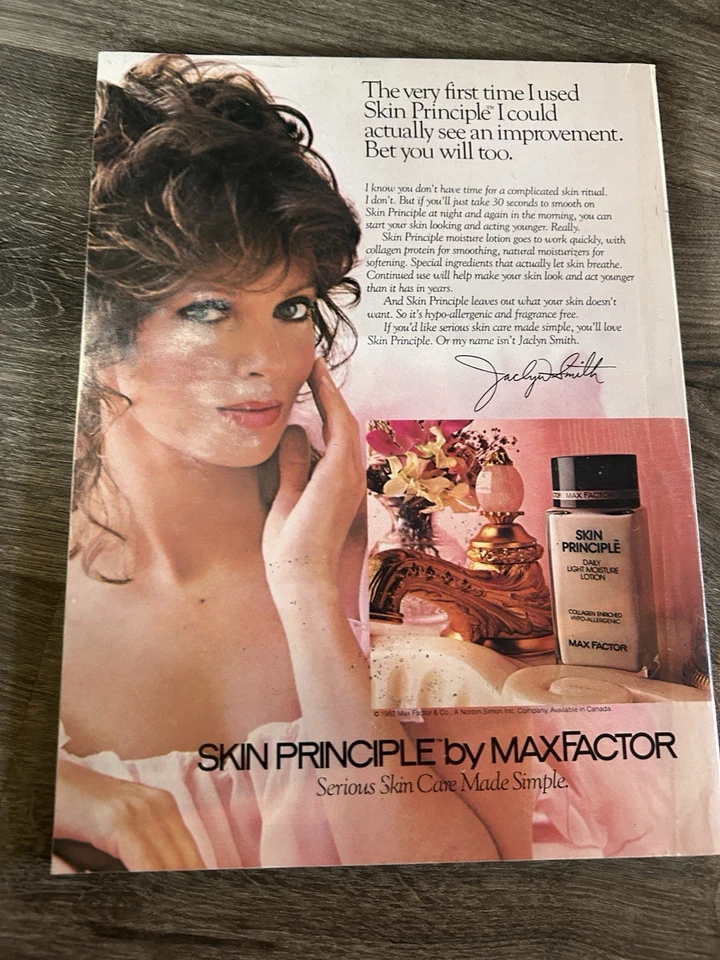 The very first time I used
Skin Principle™ I could
actually see an improvement.
Bet you will too.
I know you don't have time for a complicated skin ritual.
I don't. But if you'll just take 30 seconds to smooth on
Skin Principle at night and again in the morning, you can
start your skin looking and acting younger. Really.
Skin Principle moisture lotion goes to work quickly, with
collagen protein for smoothing, natural moisturizers for
softening. Special ingredients that actually let skin breathe.
Continued use will help make your skin look and act younger
than it has in years.
And Skin Principle leaves out what your skin doesn't
want. So it's hypo-allergenic and fragrance free.
If you'd like serious skin care made simple, you'll love
Skin Principle. Or my name isn't Jaclyn Smith.
Jaclyn Smith
MAX FACTOR
SKIN
PRINCIPLE™
DAILY
LIGHT MOISTURE
LOTION
COLLAGEN ENRICHED
HYPO-ALLERGENIC
MAX FACTOR
© 1982 Max Factor & Co., A Norton Simon Inc. Company, Available in Canada.
SKIN PRINCIPLE™ by MAXFACTOR
Serious Skin Care Made Simple.